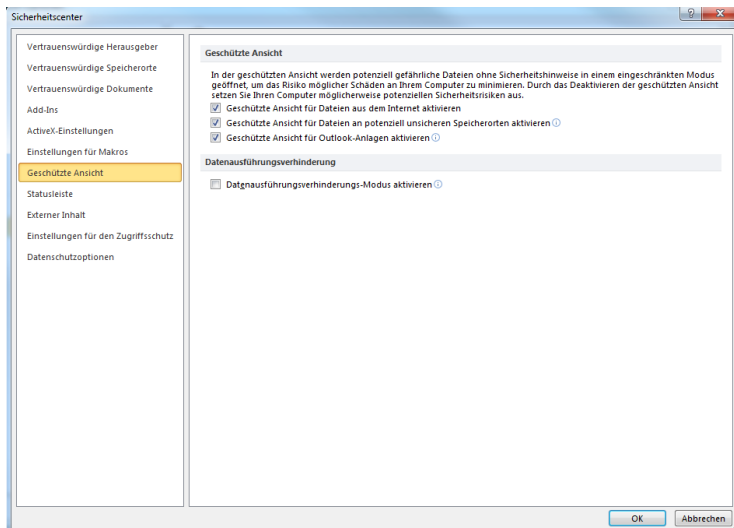 Sicherheitscenter
Vertrauenswürdige Herausgeber
Vertrauenswürdige Speicherorte
Vertrauenswürdige Dokumente
Add-Ins
ActiveX-Einstellungen
Einstellungen für Makros
Geschützte Ansicht
Statusleiste
Externer Inhalt
Einstellungen für den Zugriffsschutz
Datenschutzoptionen
Geschützte Ansicht
In der geschützten Ansicht werden potenziell gefährliche Dateien ohne Sicherheitshinweise in einem eingeschränkten Modus
geöffnet, um das Risiko möglicher Schäden an Ihrem Computer zu minimieren. Durch das Deaktivieren der geschützten Ansicht
setzen Sie Ihren Computer möglicherweise potenziellen Sicherheitsrisiken aus.
Geschützte Ansicht für Dateien aus dem Internet aktivieren
Geschützte Ansicht für Dateien an potenziell unsicheren Speicherorten aktivieren
Geschützte Ansicht für Outlook-Anlagen aktivieren
Datenausführungsverhinderung
Datenausführungsverhinderungs-Modus aktivieren
OK
Abbrechen